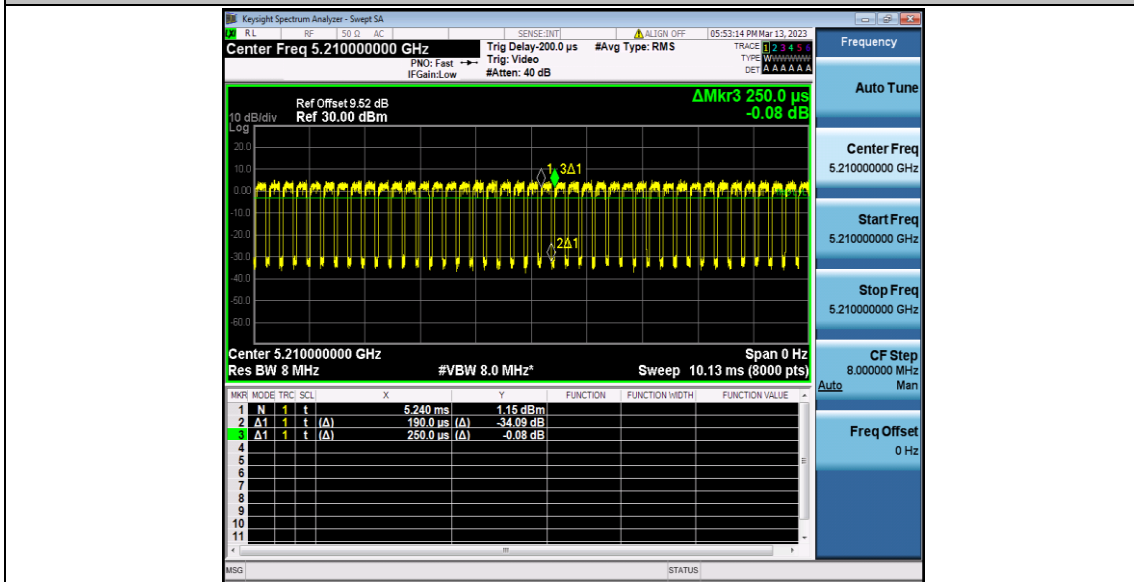 Keysight Spectrum Analyzer - Swept SA
RL RF 50 Ω AC SENSE:INT ALIGN OFF 05:53:14 PM Mar 13, 2023
Center Freq 5.210000000 GHz
PNO: Fast
IFGain:Low
Trig Delay-200.0 µs
Trig: Video
#Atten: 40 dB
#Avg Type: RMS
TRACE 1 2 3 4 5 6
TYPE W
DET A A A A A A
Frequency
Auto Tune
Center Freq
5.210000000 GHz
Start Freq
5.210000000 GHz
Stop Freq
5.210000000 GHz
CF Step
8.000000 MHz
Auto Man
Freq Offset
0 Hz
ΔMkr3 250.0 µs
-0.08 dB
Ref Offset 9.52 dB
10 dB/div Ref 30.00 dBm
Log
20.0
10.0
0.00
-10.0
-20.0
-30.0
-40.0
-50.0
-60.0
1 3Δ1
2Δ1
Center 5.210000000 GHz Span 0 Hz
Res BW 8 MHz #VBW 8.0 MHz* Sweep 10.13 ms (8000 pts)
MKR MODE TRC SCL X Y FUNCTION FUNCTION WIDTH FUNCTION VALUE
1 N 1 t 5.240 ms 1.15 dBm
2 Δ1 1 t (Δ) 190.0 µs (Δ) -34.09 dB
3 Δ1 1 t (Δ) 250.0 µs (Δ) -0.08 dB
4
5
6
7
8
9
10
11
MSG STATUS